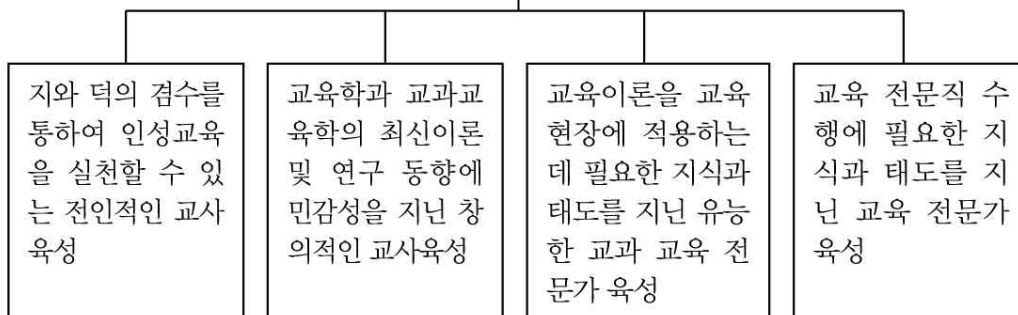 지와 덕의 겸수를
통하여 인성교육
을 실천할 수 있
는 전인적인 교사
육성
교육학과 교과교
육학의 최신이론
및 연구 동향에
민감성을 지닌 창
의적인 교사육성
교육이론을 교육
현장에 적용하는
데 필요한 지식과
태도를 지닌 유능
한 교과 교육 전
문가 육성
교육 전문직 수
행에 필요한 지
식과 태도를 지
닌 교육 전문가
육성